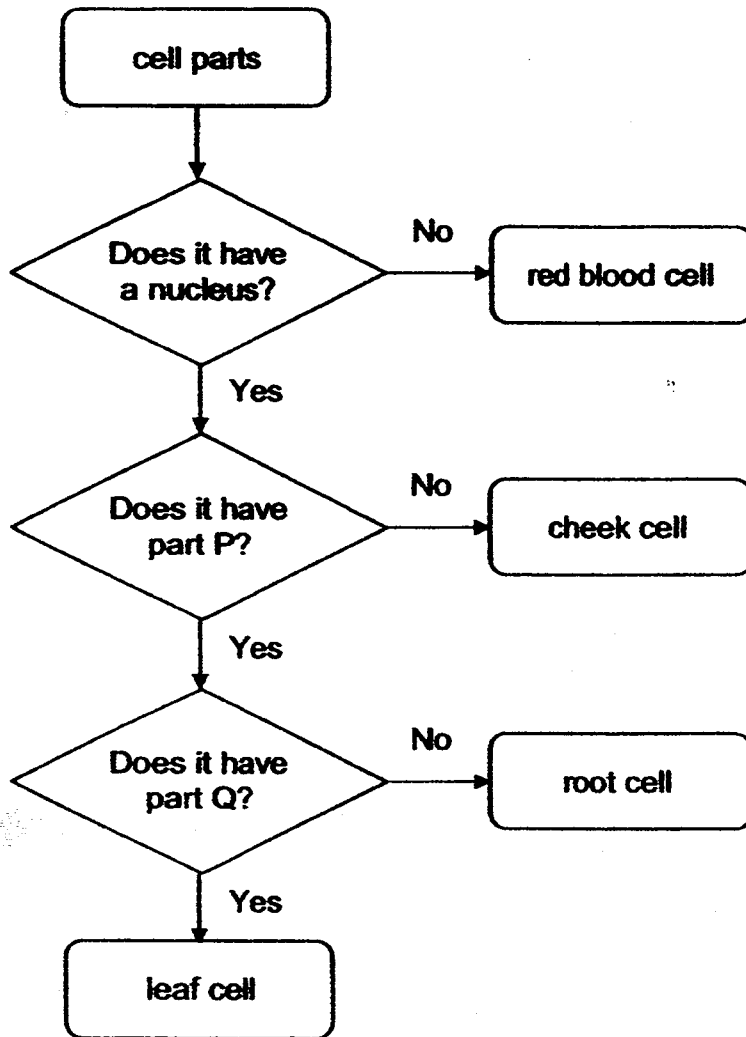 cell parts
Does it have
a nucleus?
No
red blood cell
Yes
Does it have
part P?
No
cheek cell
Yes
Does it have
part Q?
No
root cell
Yes
leaf cell